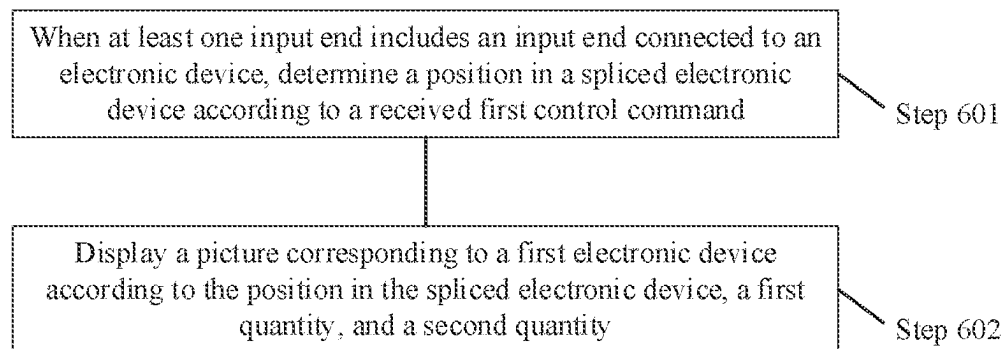 When at least one input end includes an input end connected to an
electronic device, determine a position in a spliced electronic
device according to a received first control command
Step 601
Display a picture corresponding to a first electronic device
according to the position in the spliced electronic device, a first
quantity, and a second quantity
Step 602